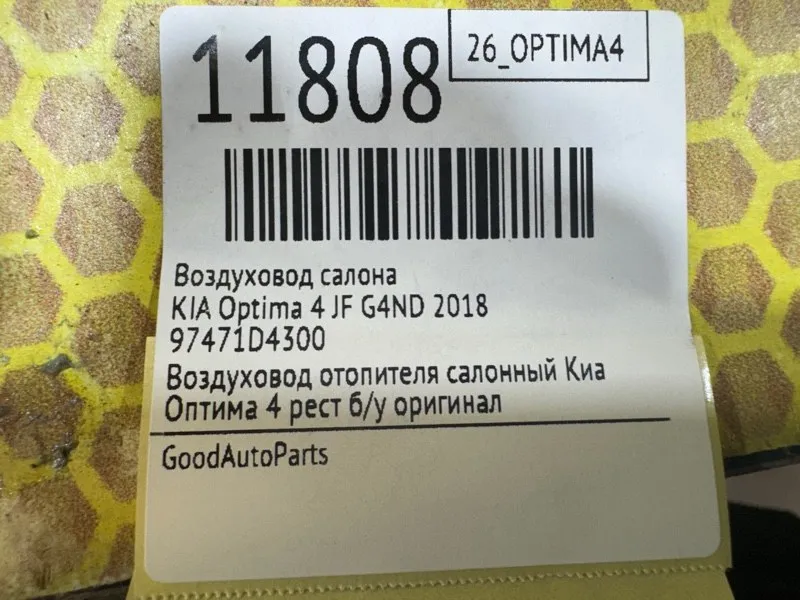 11808
26_OPTIMA4
Воздуховод салона
KIA Optima 4 JF G4ND 2018
97471D4300
Воздуховод отопителя салонный Киа
Оптима 4 рест б/у оригинал
GoodAutoParts